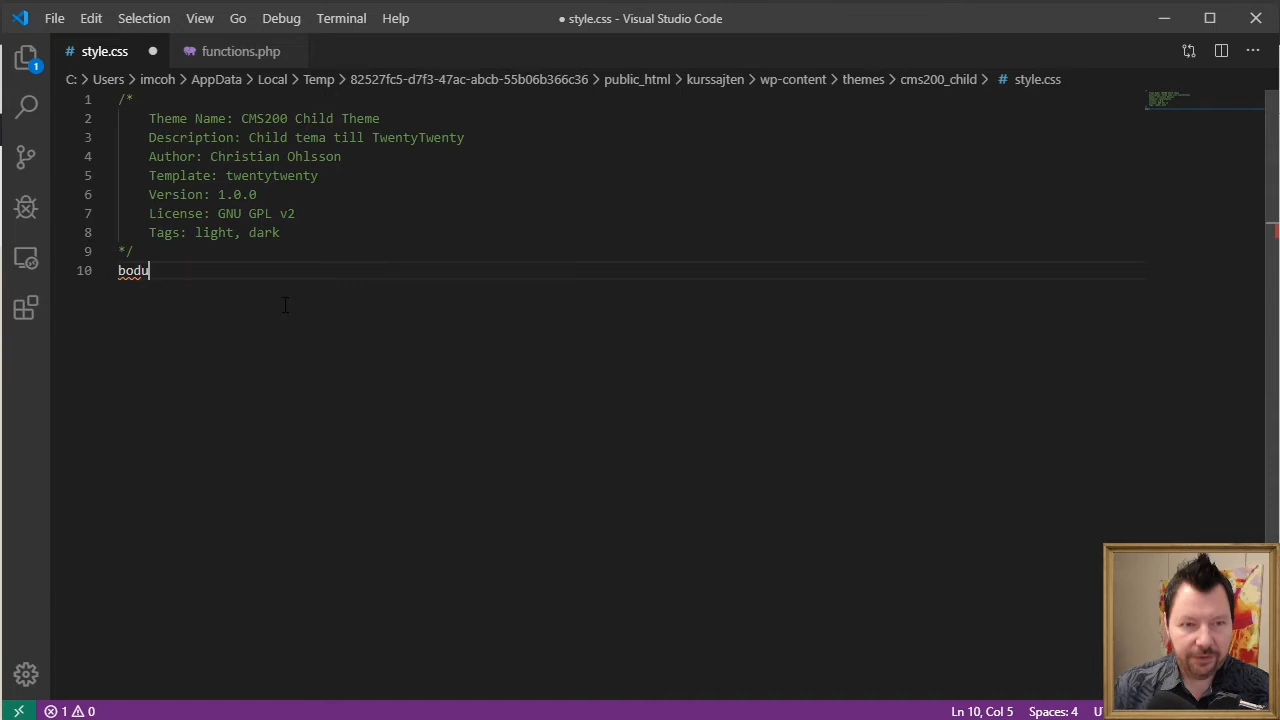 File Edit Selection View Go Debug Terminal Help ● style.css - Visual Studio Code
# style.css ● functions.php
1
C: > Users > imcoh > AppData > Local > Temp > 82527fc5-d7f3-47ac-abcb-55b06b366c36 > public_html > kurssajten > wp-content > themes > cms200_child > # style.css
1 /*
2 Theme Name: CMS200 Child Theme
3 Description: Child tema till TwentyTwenty
4 Author: Christian Ohlsson
5 Template: twentytwenty
6 Version: 1.0.0
7 License: GNU GPL v2
8 Tags: light, dark
9 */
10 bodu
1 0 Ln 10, Col 5 Spaces: 4